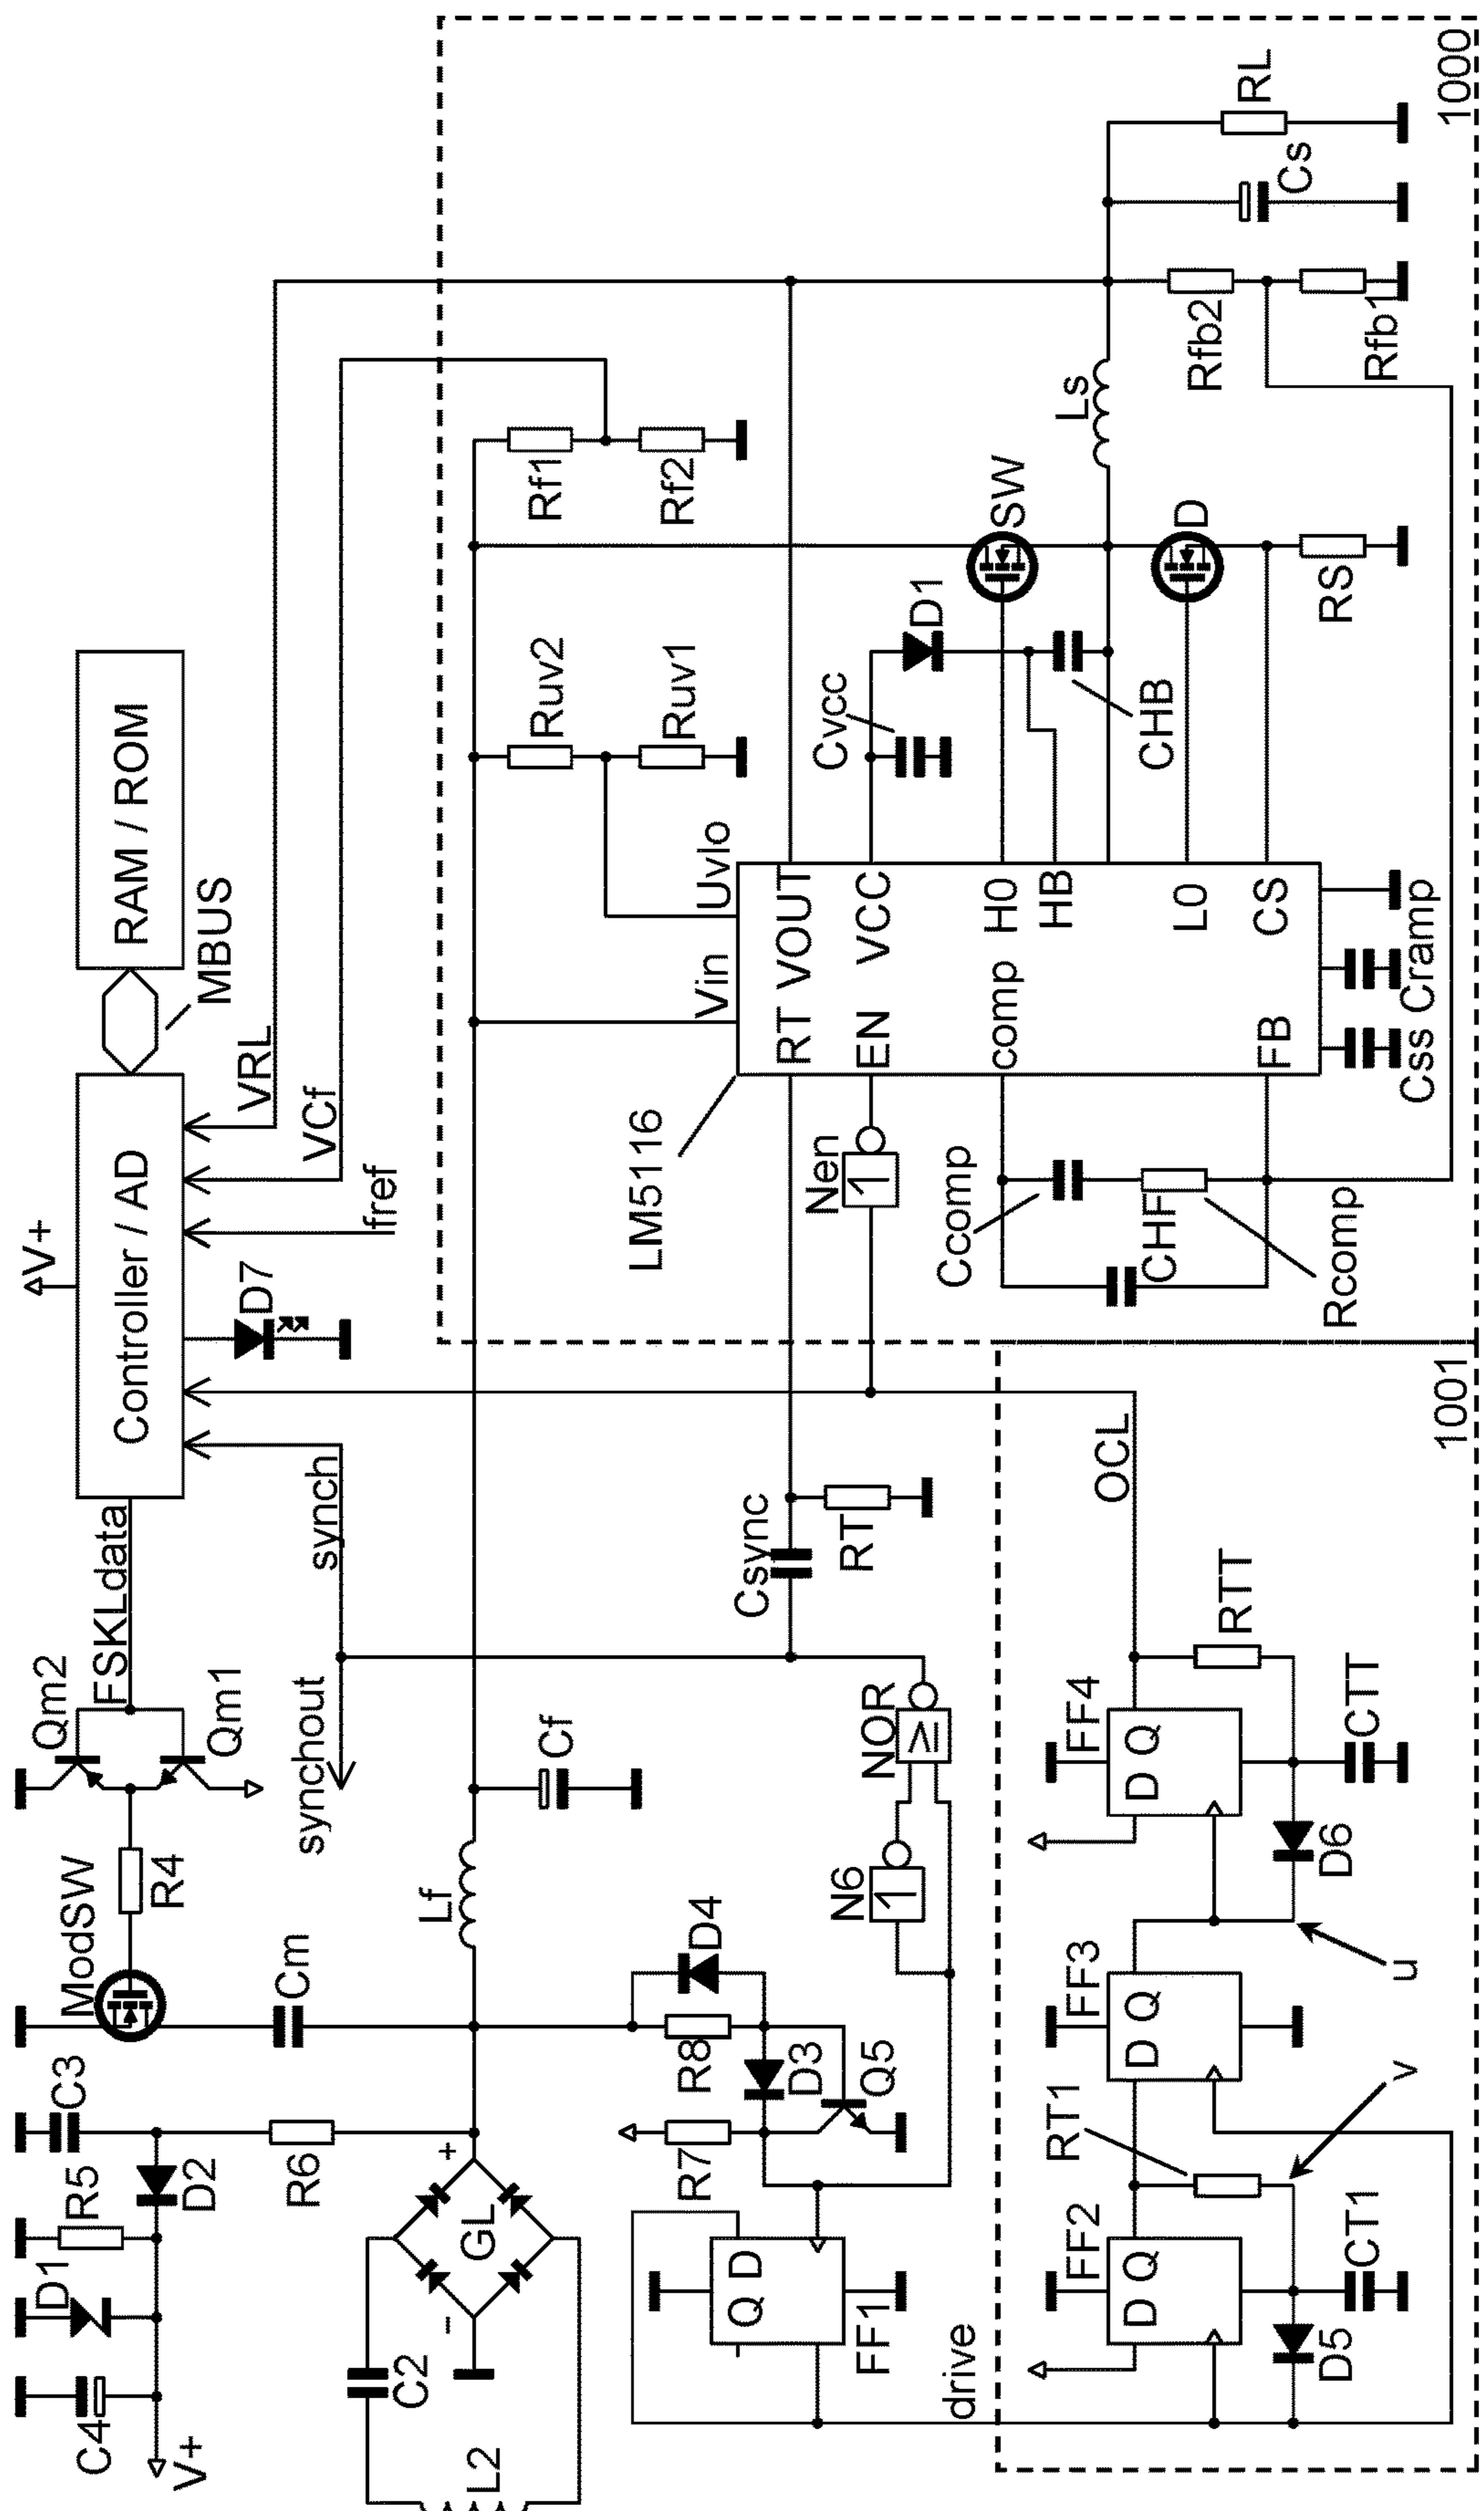 C4
D1
R5
C3
ModSW
Qm2
FSKLdata
V+
Controller / AD
RAM / ROM
V+
D2
R4
Qm1
synch
D7
MBUS
R6
Cm
synchout
fref
VCf
VRL
1000
L2
C2
GL
+
−
Lf
Cf
Rf1
Rf2
Ruv2
Ruv1
R7
R8
D4
D3
Q5
N6
1
NOR
≥1
Csync
RT
LM5116
Nen
1
Vin
Uvlo
RT
VOUT
EN
VCC
comp
H0
HB
L0
FB
CS
Cvcc
D1
CHB
SW
D
Ls
RS
Rfb2
Rfb1
Cs
RL
Ccomp
CHF
Rcomp
Css
Cramp
Q
D
FF1
drive
FF2
D Q
RT1
D5
CT1
v
FF3
D Q
u
FF4
D Q
D6
CTT
RTT
OCL
1001